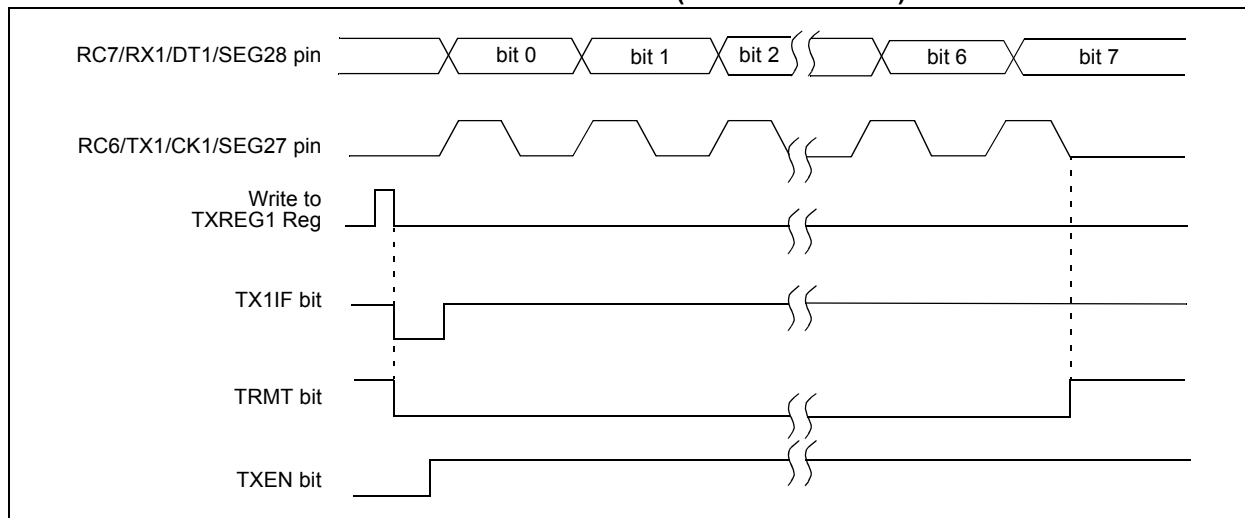 RC7/RX1/DT1/SEG28 pin
bit 0 bit 1 bit 2 bit 6 bit 7
RC6/TX1/CK1/SEG27 pin
Write to
TXREG1 Reg
TX1IF bit
TRMT bit
TXEN bit